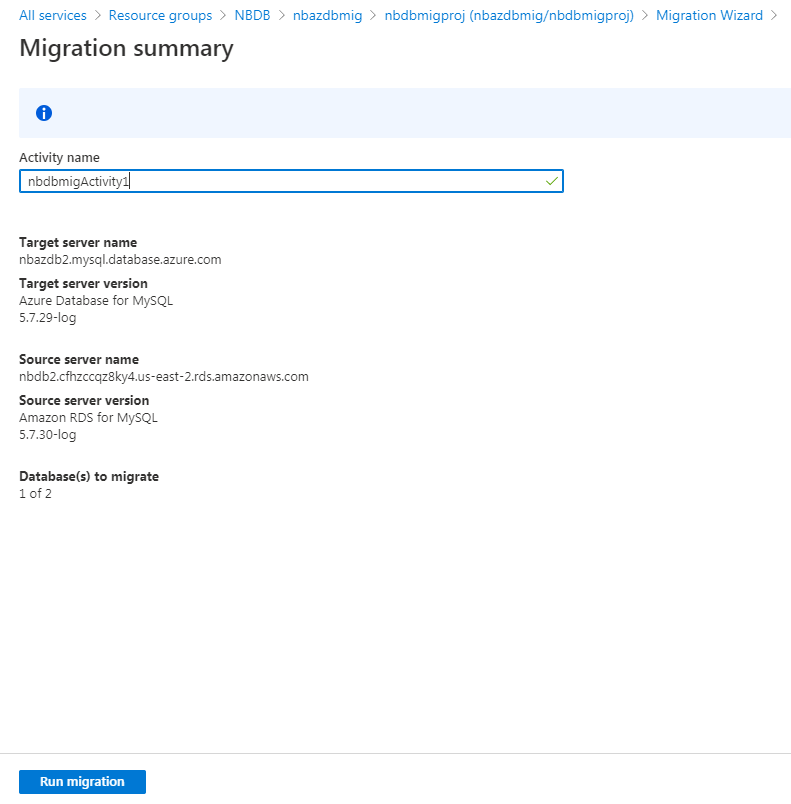 All services > Resource groups > NBDB > nbazdbmig > nbdbmigproj (nbazdbmig/nbdbmigproj) > Migration Wizard >
Migration summary
Activity name
nbdbmigActivity1
Target server name
nbazdb2.mysql.database.azure.com
Target server version
Azure Database for MySQL
5.7.29-log
Source server name
nbdb2.cfhzccqz8ky4.us-east-2.rds.amazonaws.com
Source server version
Amazon RDS for MySQL
5.7.30-log
Database(s) to migrate
1 of 2
Run migration